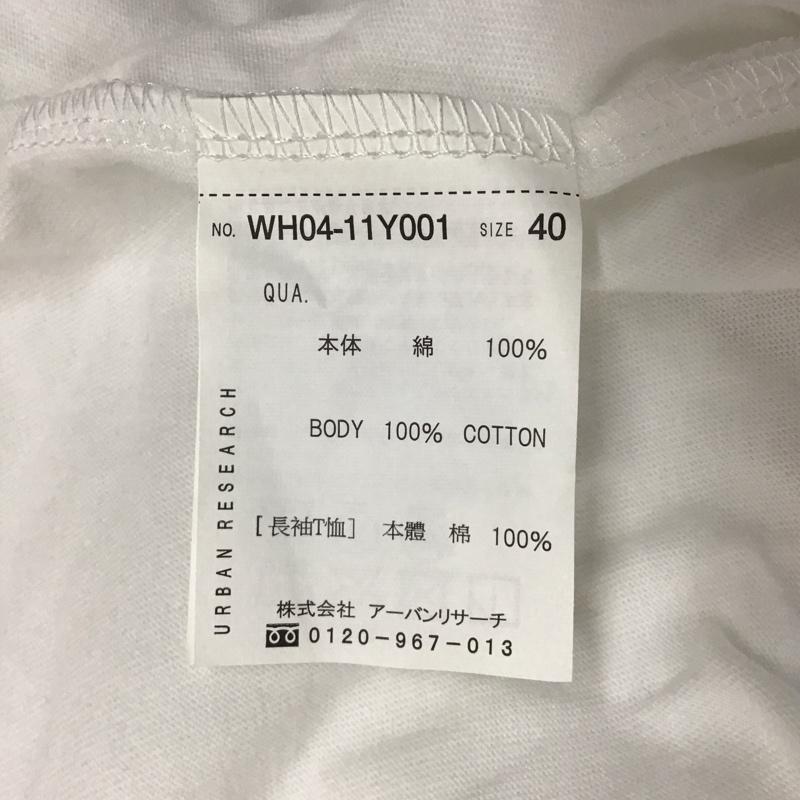 NO. WH04-11Y001 SIZE 40
QUA.
本体 綿 100%
BODY 100% COTTON
[長袖T恤] 本體 棉 100%
株式会社 アーバンリサーチ
0120-967-013
URBAN RESEARCH